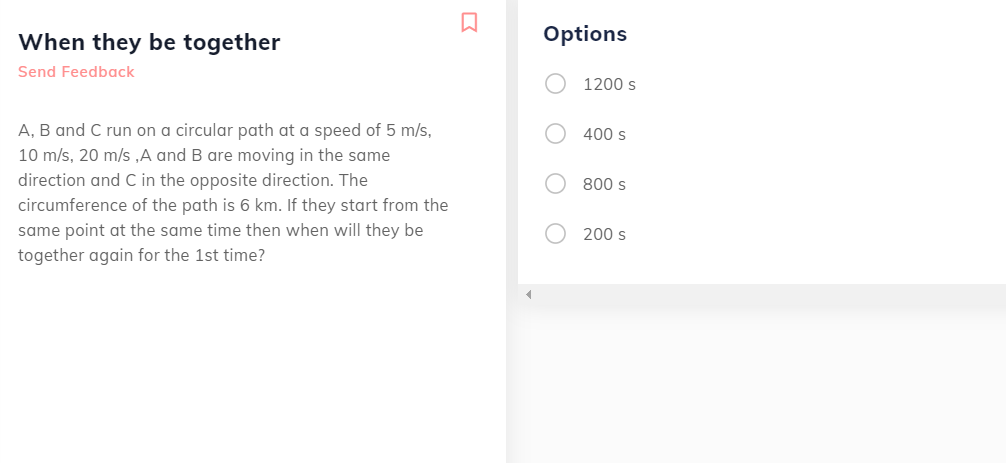 When they be together
Send Feedback
A, B and C run on a circular path at a speed of 5 m/s,
10 m/s, 20 m/s ,A and B are moving in the same
direction and C in the opposite direction. The
circumference of the path is 6 km. If they start from the
same point at the same time then when will they be
together again for the 1st time?
Options
1200 s
400 s
800 s
200 s